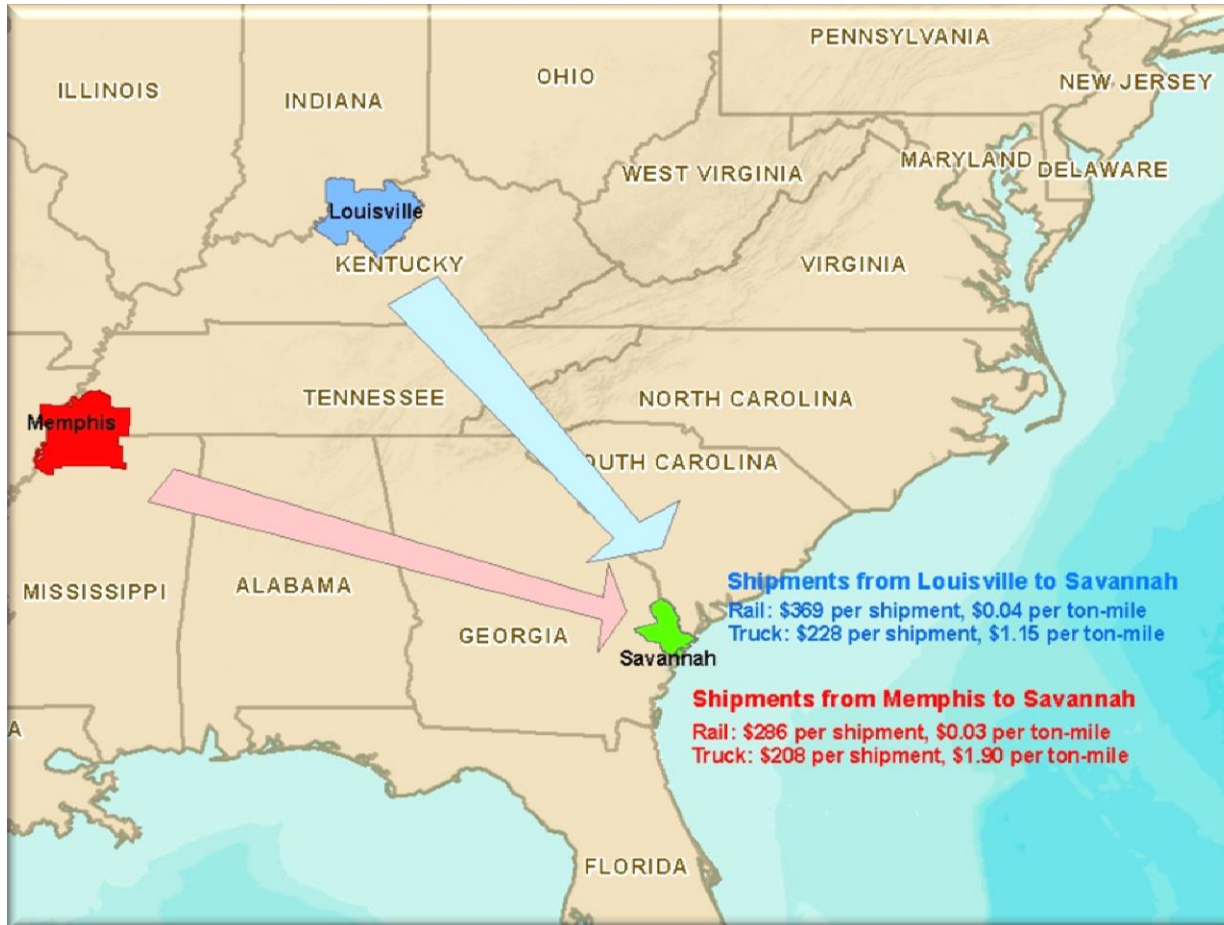 PENNSYLVANIA
OHIO
NEW JERSEY
ILLINOIS
INDIANA
MARYLAND
DELAWARE
WEST VIRGINIA
Louisville
KENTUCKY
VIRGINIA
TENNESSEE
NORTH CAROLINA
Memphis
OUTH CAROLINA
MISSISSIPPI
ALABAMA
Shipments from Louisville to Savannah
Rail: $369 per shipment, $0.04 per ton-mile
Truck: $228 per shipment, $1.15 per ton-mile
GEORGIA
Savannah
Shipments from Memphis to Savannah
Rail: $286 per shipment, $0.03 per ton-mile
Truck: $208 per shipment, $1.90 per ton-mile
A
FLORIDA